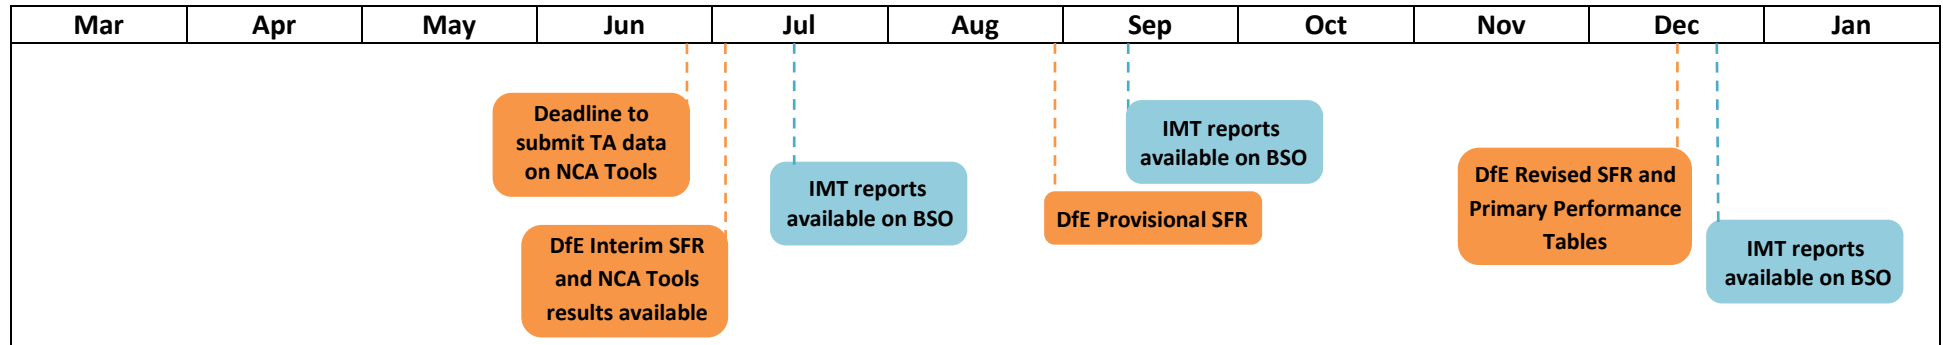 Mar Apr May Jun Jul Aug Sep Oct Nov Dec Jan
Deadline to
submit TA data
on NCA Tools
DfE Interim SFR
and NCA Tools
results available
IMT reports
available on BSO
DfE Provisional SFR
IMT reports
available on BSO
DfE Revised SFR and
Primary Performance
Tables
IMT reports
available on BSO